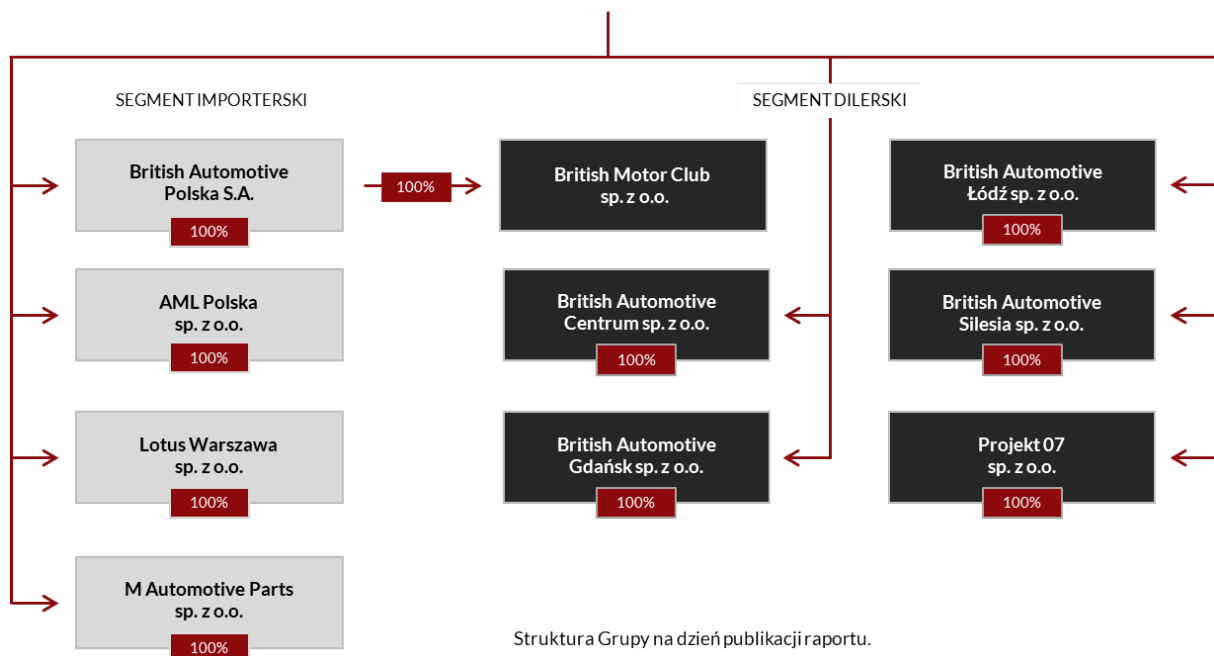 SEGMENT IMPORTERSKI
SEGMENT DILERSKI
British Automotive
Polska S.A.
100%
100%
British Motor Club
sp. z o.o.
British Automotive
Łódź sp. z o.o.
100%
AML Polska
sp. z o.o.
100%
British Automotive
Centrum sp. z o.o.
100%
British Automotive
Silesia sp. z o.o.
100%
Lotus Warszawa
sp. z o.o.
100%
British Automotive
Gdańsk sp. z o.o.
100%
Projekt 07
sp. z o.o.
100%
M Automotive Parts
sp. z o.o.
100%
Struktura Grupy na dzień publikacji raportu.